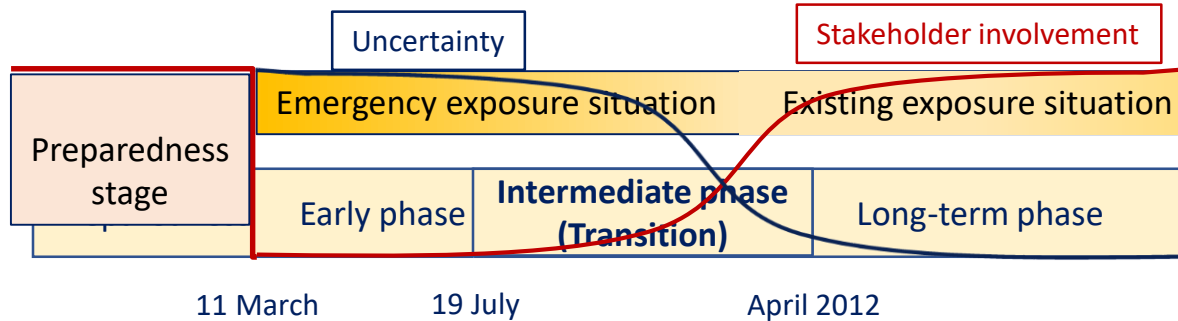 Uncertainty
Stakeholder involvement
Emergency exposure situation
Existing exposure situation
Preparedness
stage
Early phase
Intermediate phase
(Transition)
Long-term phase
11 March
19 July
April 2012